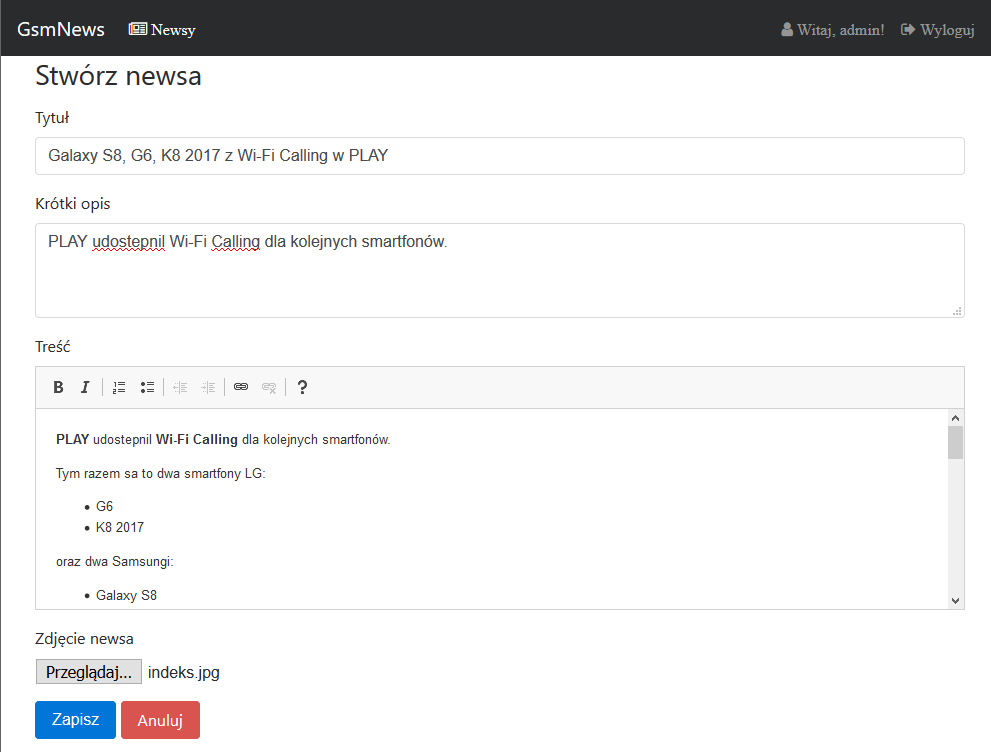 GsmNews Newsy Witaj, admin! Wyloguj
Stwórz newsa
Tytuł
Galaxy S8, G6, K8 2017 z Wi-Fi Calling w PLAY
Krótki opis
PLAY udostepnil Wi-Fi Calling dla kolejnych smartfonów.
Treść
B I ?
PLAY udostepnil Wi-Fi Calling dla kolejnych smartfonów.
Tym razem sa to dwa smartfony LG:
• G6
• K8 2017
oraz dwa Samsungi:
• Galaxy S8
Zdjęcie newsa
Przeglądaj... indeks.jpg
Zapisz Anuluj